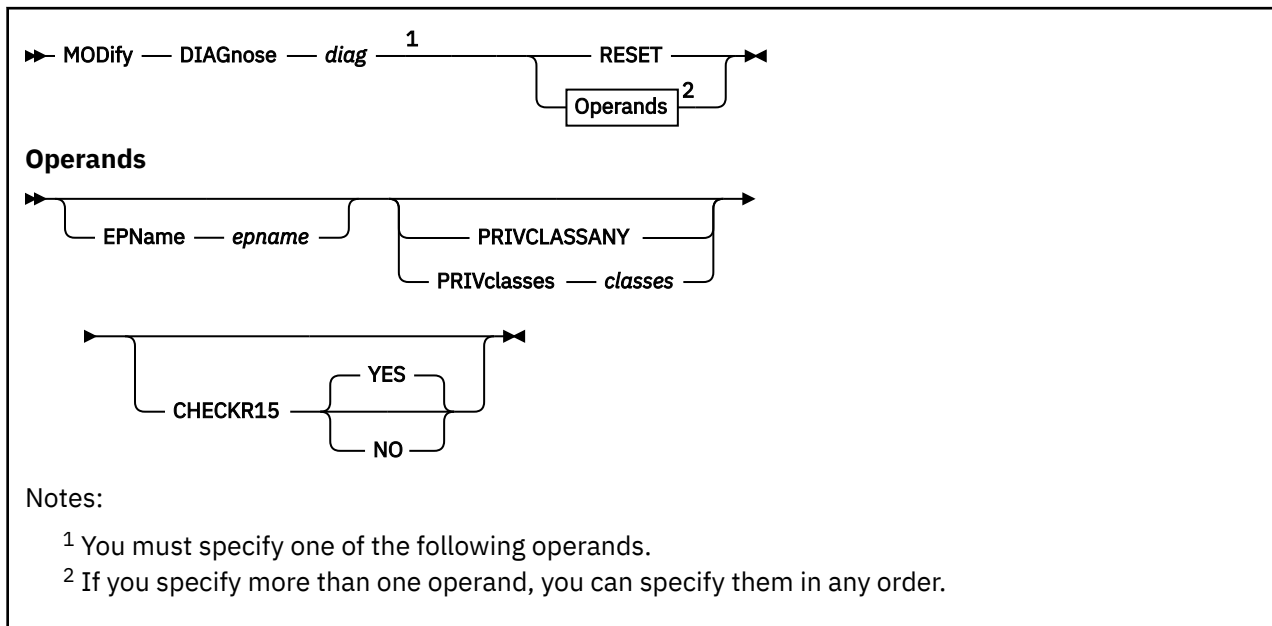 MODify DIAGnose diag 1 RESET
Operands 2
Operands
EPName epname PRIVCLASSANY
PRIVclasses classes
YES
CHECKR15
NO
Notes:
1 You must specify one of the following operands.
2 If you specify more than one operand, you can specify them in any order.